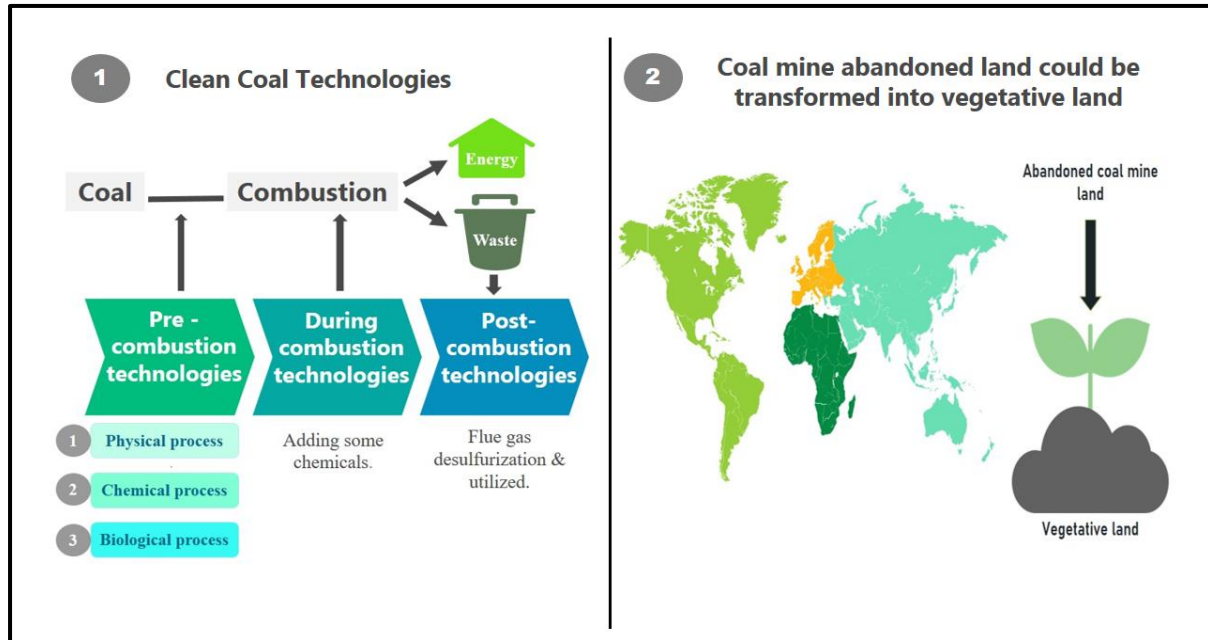 1
Clean Coal Technologies
Coal
Combustion
Energy
Waste
Pre -
combustion
technologies
During
combustion
technologies
Post-
combustion
technologies
1 Physical process
2 Chemical process
3 Biological process
Adding some
chemicals.
Flue gas
desulfurization &
utilized.
2
Coal mine abandoned land could be
transformed into vegetative land
Abandoned coal mine
land
Vegetative land